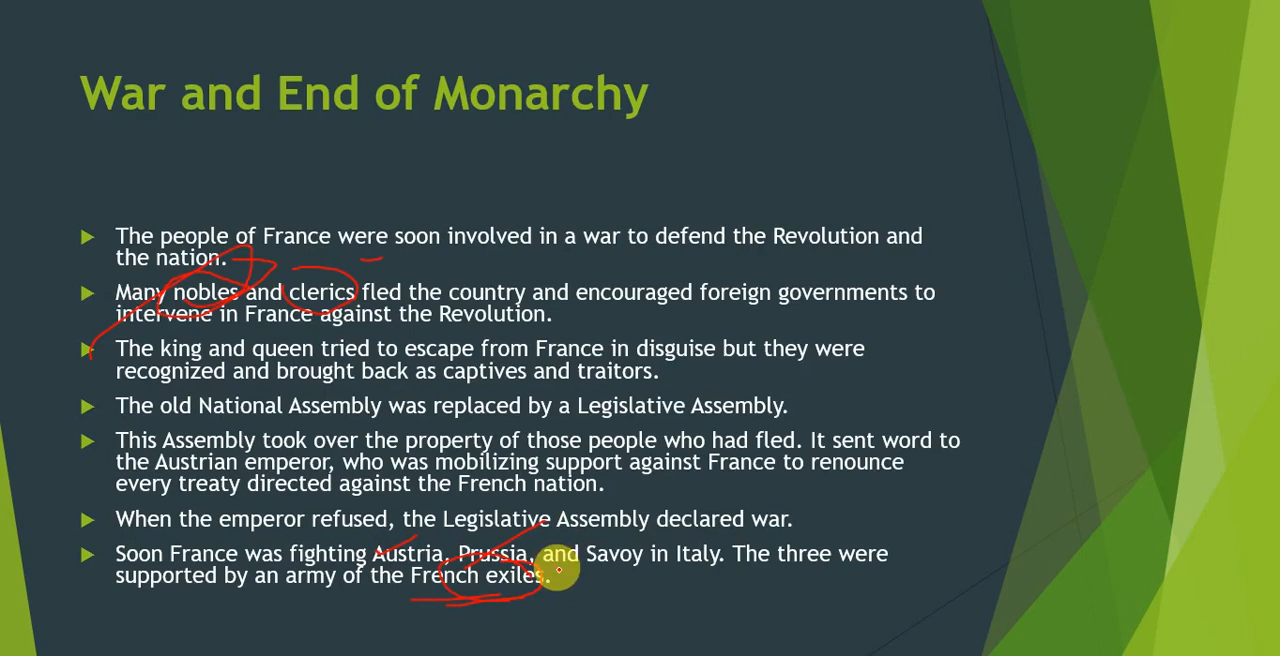 War and End of Monarchy
The people of France were soon involved in a war to defend the Revolution and
the nation.
Many nobles and clerics fled the country and encouraged foreign governments to
intervene in France against the Revolution.
The king and queen tried to escape from France in disguise but they were
recognized and brought back as captives and traitors.
The old National Assembly was replaced by a Legislative Assembly.
This Assembly took over the property of those people who had fled. It sent word to
the Austrian emperor, who was mobilizing support against France to renounce
every treaty directed against the French nation.
When the emperor refused, the Legislative Assembly declared war.
Soon France was fighting Austria, Prussia, and Savoy in Italy. The three were
supported by an army of the French exiles.